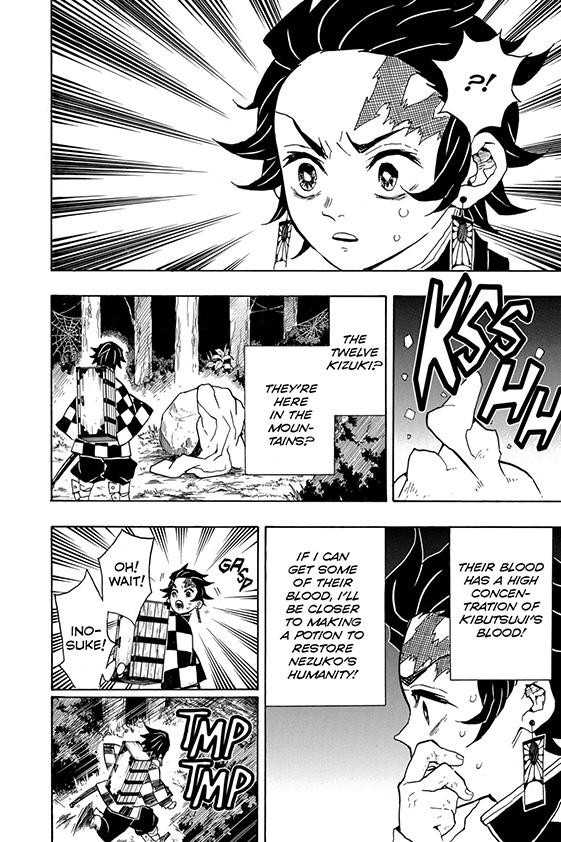 ?!
KSSHHH
THE
TWELVE
KIZUKI?
THEY'RE
HERE
IN THE
MOUN-
TAINS?
THEIR BLOOD
HAS A HIGH
CONCEN-
TRATION OF
KIBUTSUJI'S
BLOOD!
IF I CAN
GET SOME
OF THEIR
BLOOD, I'LL
BE CLOSER
TO MAKING
A POTION TO
RESTORE
NEZUKO'S
HUMANITY!
GASP
OH!
WAIT!
INO-
SUKE!
TMP
TMP